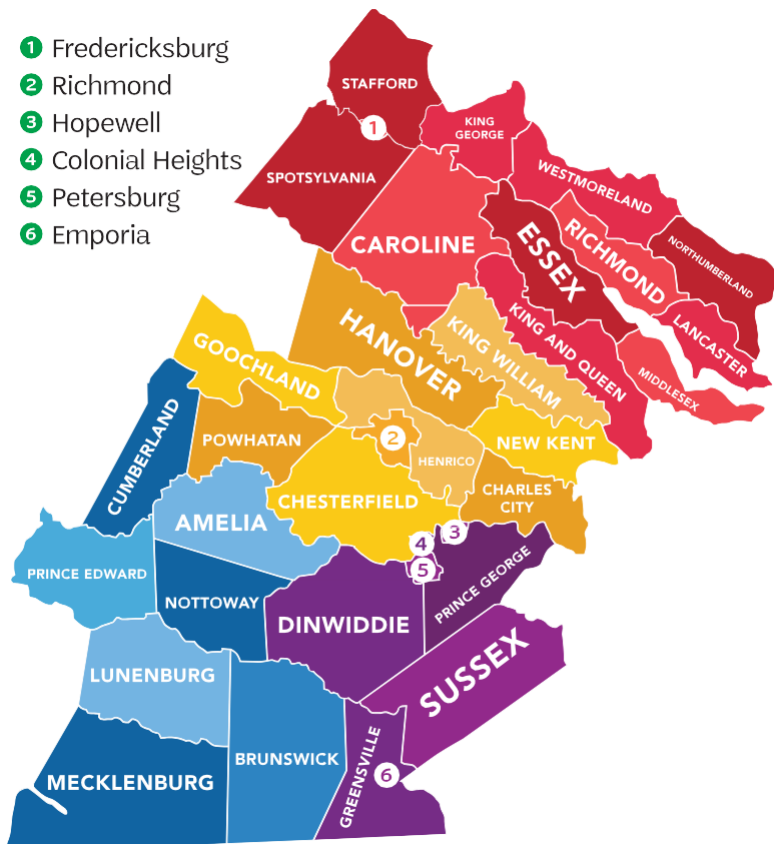 1 Fredericksburg
2 Richmond
3 Hopewell
4 Colonial Heights
5 Petersburg
6 Emporia
STAFFORD
1
KING
GEORGE
SPOTSYLVANIA
WESTMORELAND
CAROLINE
ESSEX
RICHMOND
NORTHUMBERLAND
HANOVER
KING WILLIAM
KING AND QUEEN
LANCASTER
MIDDLESEX
GOOCHLAND
CUMBERLAND
POWHATAN
2
HENRICO
NEW KENT
CHESTERFIELD
CHARLES
CITY
AMELIA
3
4
5
PRINCE EDWARD
NOTTOWAY
DINWIDDIE
PRINCE GEORGE
LUNENBURG
SUSSEX
MECKLENBURG
BRUNSWICK
GREENSVILLE
6